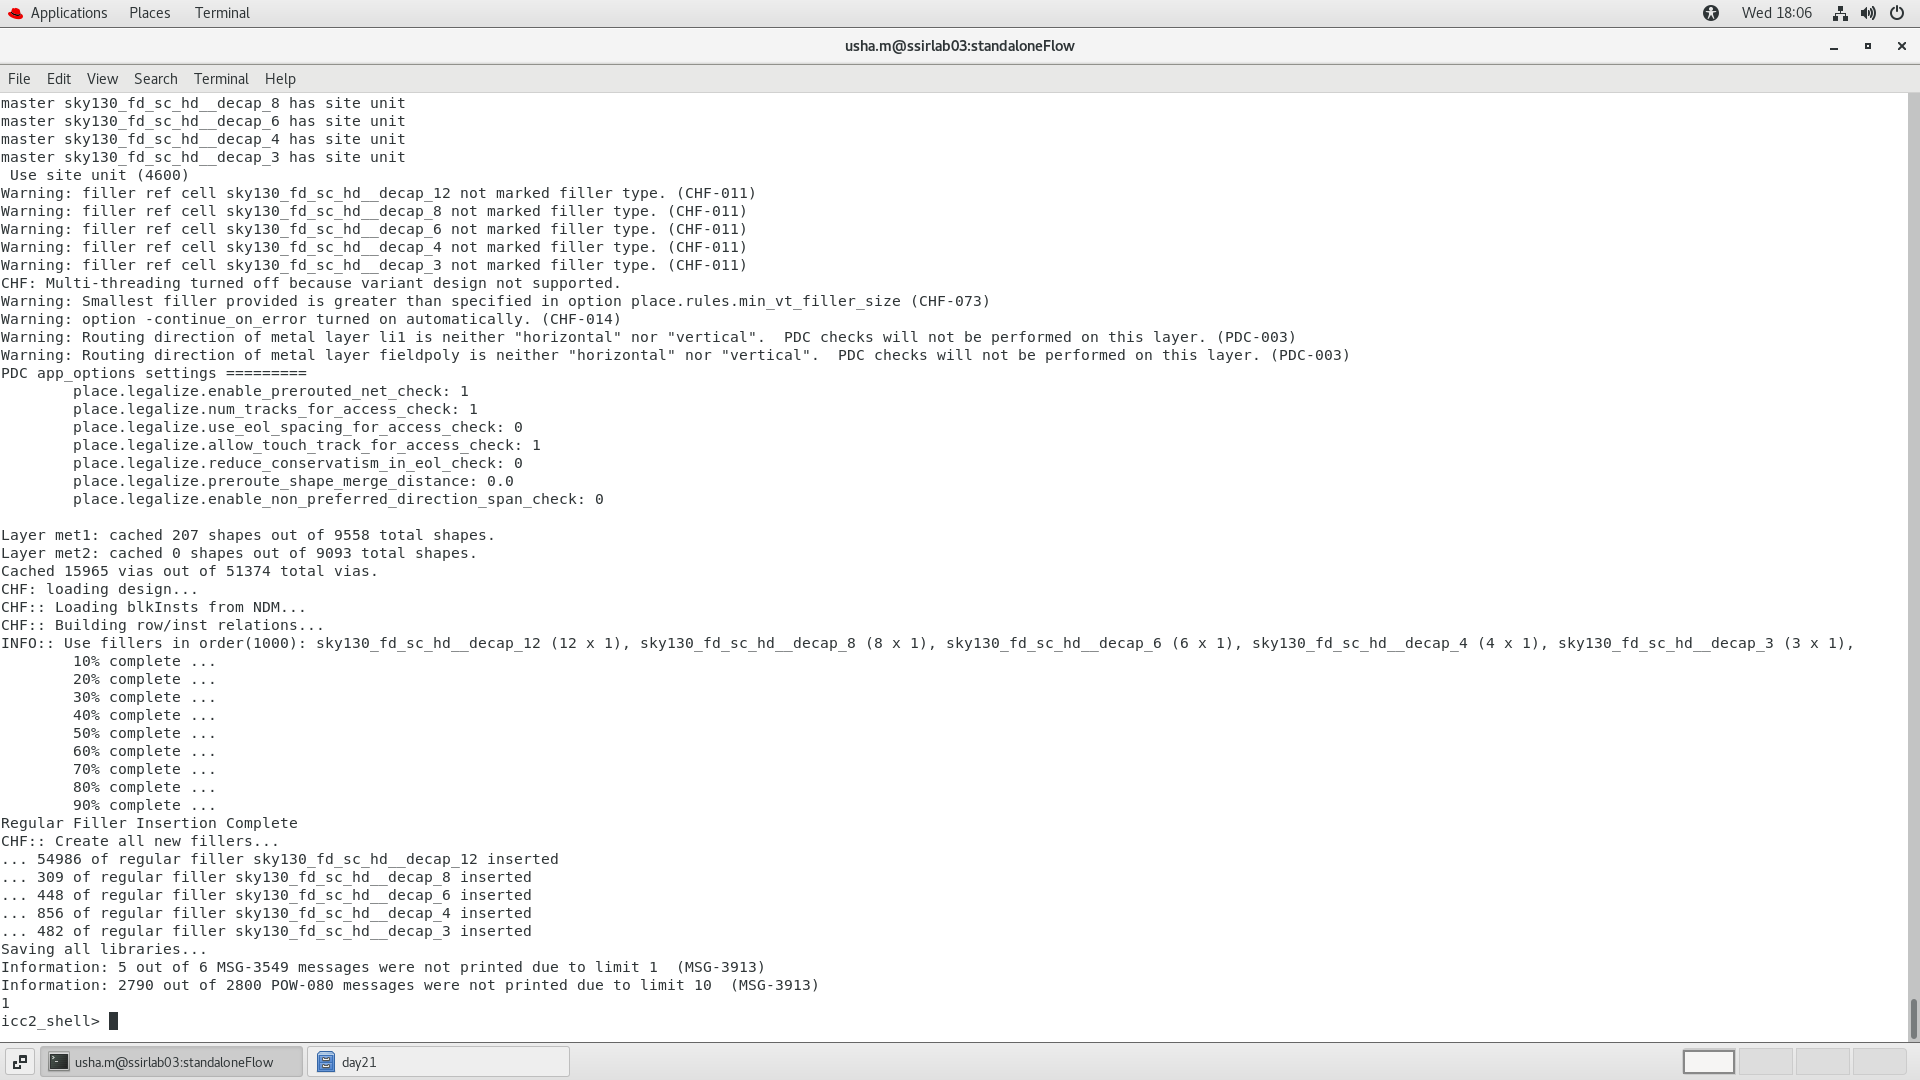 Applications Places Terminal Wed 18:06
usha.m@ssirlab03:standaloneFlow
File Edit View Search Terminal Help
master sky130_fd_sc_hd__decap_8 has site unit
master sky130_fd_sc_hd__decap_6 has site unit
master sky130_fd_sc_hd__decap_4 has site unit
master sky130_fd_sc_hd__decap_3 has site unit
 Use site unit (4600)
Warning: filler ref cell sky130_fd_sc_hd__decap_12 not marked filler type. (CHF-011)
Warning: filler ref cell sky130_fd_sc_hd__decap_8 not marked filler type. (CHF-011)
Warning: filler ref cell sky130_fd_sc_hd__decap_6 not marked filler type. (CHF-011)
Warning: filler ref cell sky130_fd_sc_hd__decap_4 not marked filler type. (CHF-011)
Warning: filler ref cell sky130_fd_sc_hd__decap_3 not marked filler type. (CHF-011)
CHF: Multi-threading turned off because variant design not supported.
Warning: Smallest filler provided is greater than specified in option place.rules.min_vt_filler_size (CHF-073)
Warning: option -continue_on_error turned on automatically. (CHF-014)
Warning: Routing direction of metal layer li1 is neither "horizontal" nor "vertical".  PDC checks will not be performed on this layer. (PDC-003)
Warning: Routing direction of metal layer fieldpoly is neither "horizontal" nor "vertical".  PDC checks will not be performed on this layer. (PDC-003)
PDC app_options settings =========
        place.legalize.enable_prerouted_net_check: 1
        place.legalize.num_tracks_for_access_check: 1
        place.legalize.use_eol_spacing_for_access_check: 0
        place.legalize.allow_touch_track_for_access_check: 1
        place.legalize.reduce_conservatism_in_eol_check: 0
        place.legalize.preroute_shape_merge_distance: 0.0
        place.legalize.enable_non_preferred_direction_span_check: 0
Layer met1: cached 207 shapes out of 9558 total shapes.
Layer met2: cached 0 shapes out of 9093 total shapes.
Cached 15965 vias out of 51374 total vias.
CHF: loading design...
CHF:: Loading blkInsts from NDM...
CHF:: Building row/inst relations...
INFO:: Use fillers in order(1000): sky130_fd_sc_hd__decap_12 (12 x 1), sky130_fd_sc_hd__decap_8 (8 x 1), sky130_fd_sc_hd__decap_6 (6 x 1), sky130_fd_sc_hd__decap_4 (4 x 1), sky130_fd_sc_hd__decap_3 (3 x 1),
        10% complete ...
        20% complete ...
        30% complete ...
        40% complete ...
        50% complete ...
        60% complete ...
        70% complete ...
        80% complete ...
        90% complete ...
Regular Filler Insertion Complete
CHF:: Create all new fillers...
... 54986 of regular filler sky130_fd_sc_hd__decap_12 inserted
... 309 of regular filler sky130_fd_sc_hd__decap_8 inserted
... 448 of regular filler sky130_fd_sc_hd__decap_6 inserted
... 856 of regular filler sky130_fd_sc_hd__decap_4 inserted
... 482 of regular filler sky130_fd_sc_hd__decap_3 inserted
Saving all libraries...
Information: 5 out of 6 MSG-3549 messages were not printed due to limit 1  (MSG-3913)
Information: 2790 out of 2800 POW-080 messages were not printed due to limit 10  (MSG-3913)
1
icc2_shell>
usha.m@ssirlab03:standaloneFlow day21